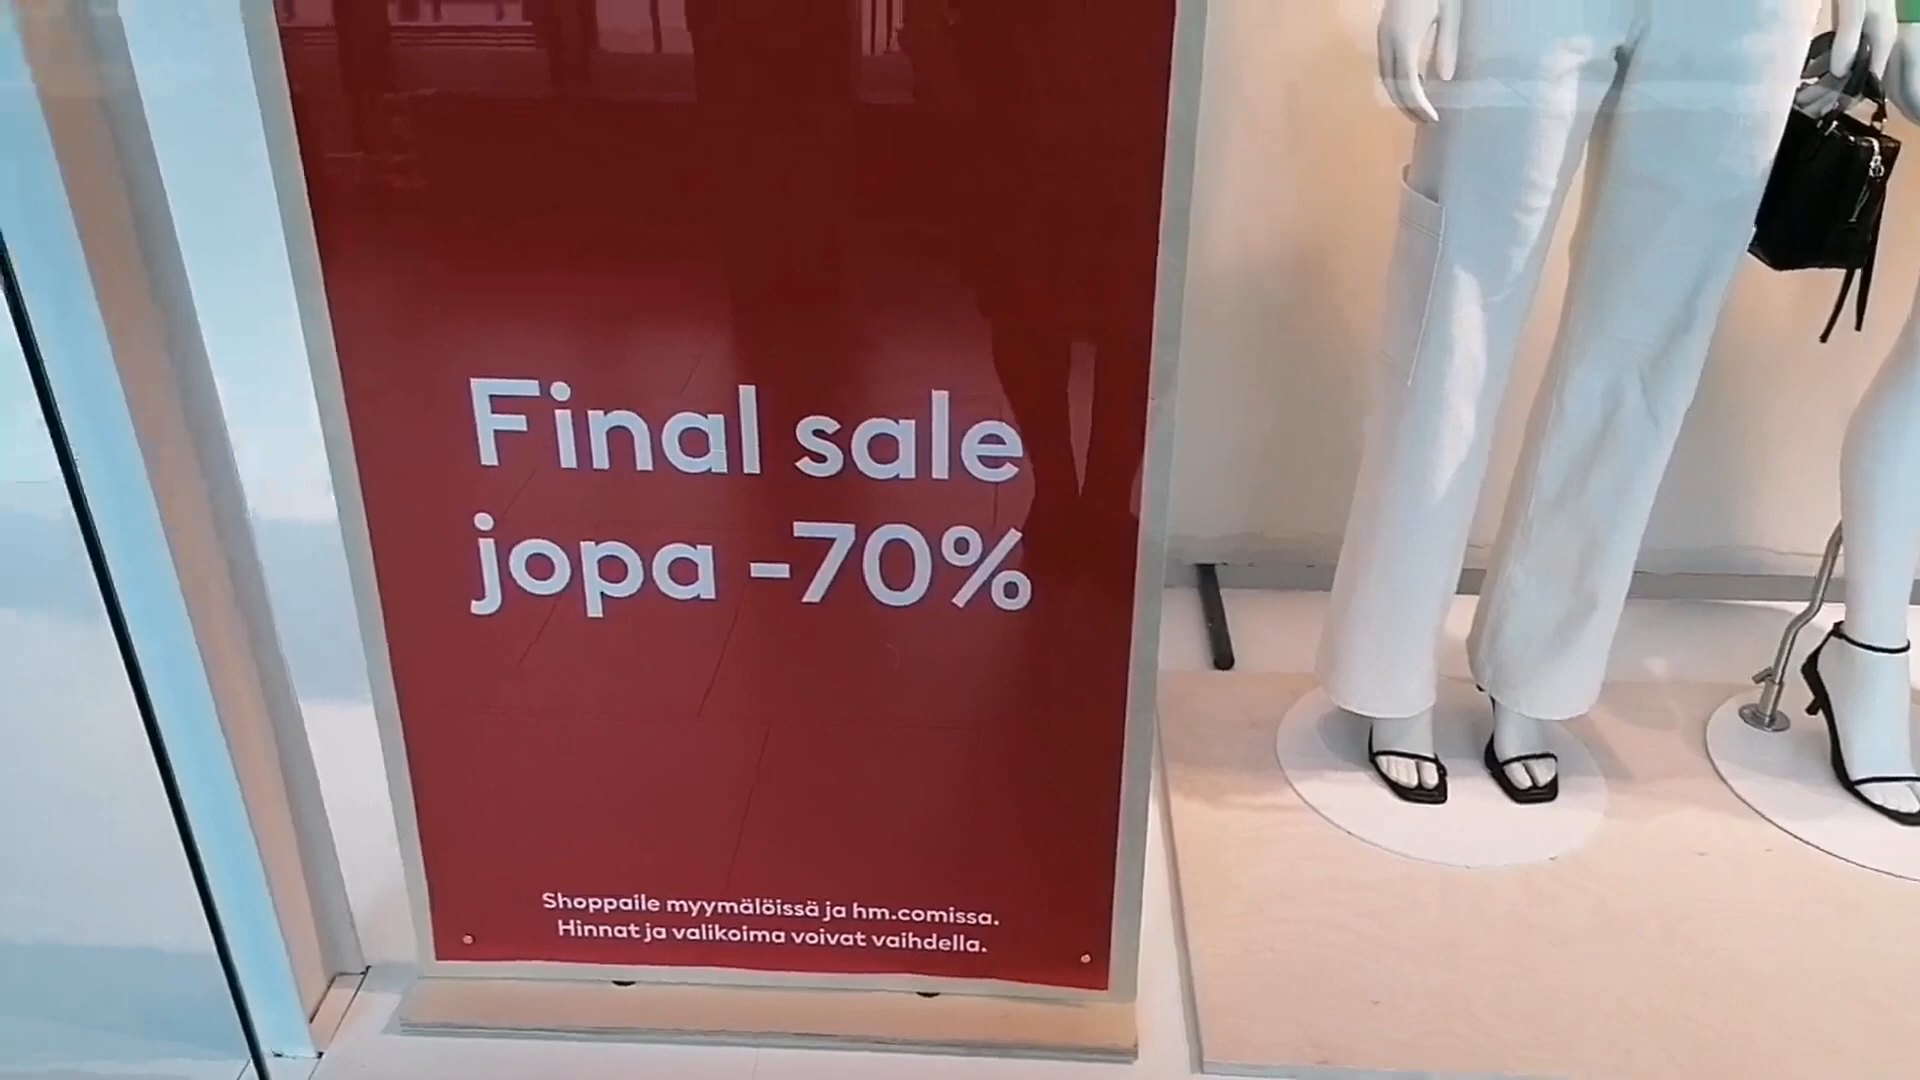 Final sale
jopa -70%
Shoppaile myymälöissä ja hm.comissa.
Hinnat ja valikoima voivat vaihdella.